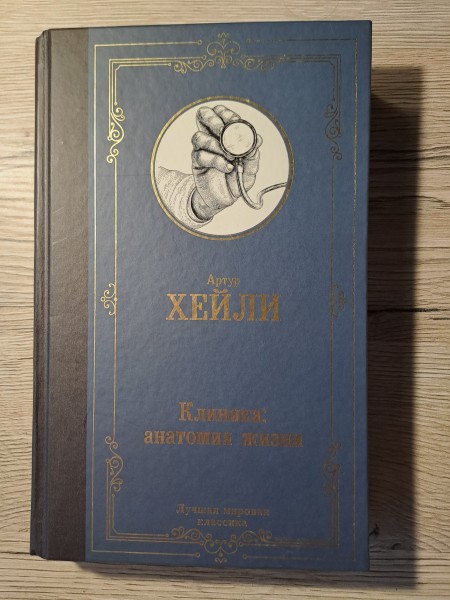 Артур
ХЕЙЛИ
Клиника:
анатомия жизни
Лучшая мировая
классика